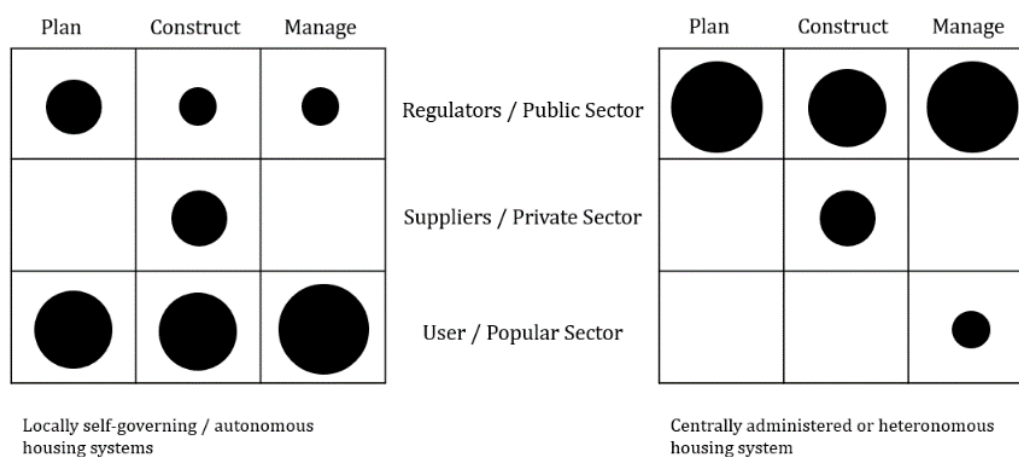 Plan Construct Manage Plan Construct Manage
Regulators / Public Sector
Suppliers / Private Sector
User / Popular Sector
Locally self-governing / autonomous
housing systems
Centrally administered or heteronomous
housing system